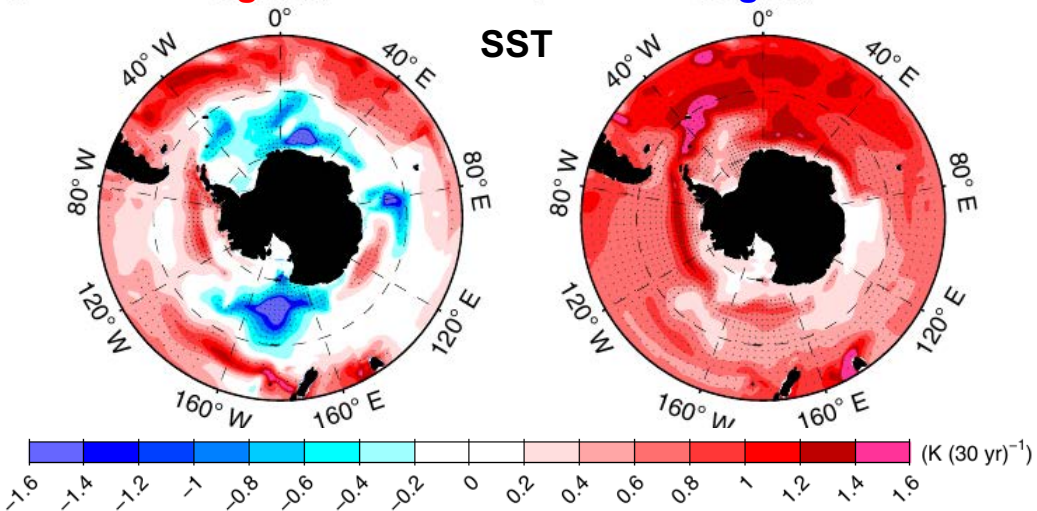 0° SST 0°
40° W 40° E 40° W 40° E
80° W 80° E 80° W 80° E
120° W 120° E 120° W 120° E
160° W 160° E 160° W 160° E
−1.6 −1.4 −1.2 −1 −0.8 −0.6 −0.4 −0.2 0 0.2 0.4 0.6 0.8 1 1.2 1.4 1.6 (K (30 yr)⁻¹)